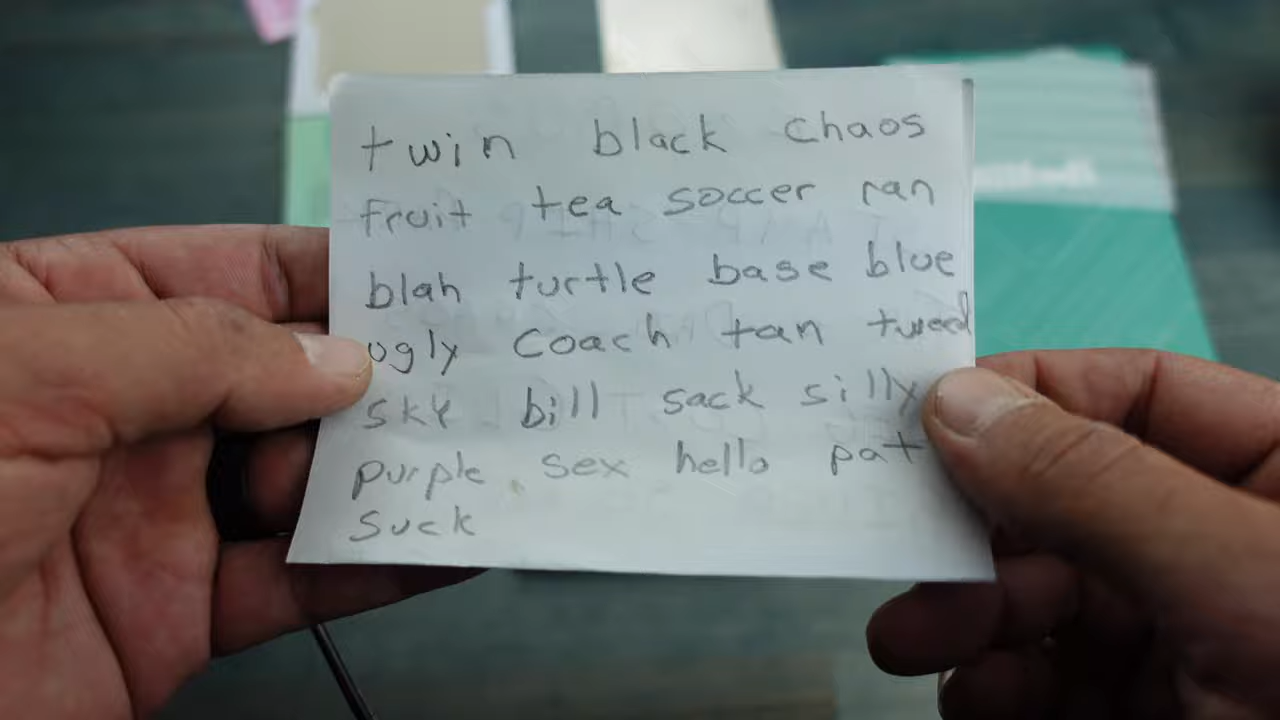 twin black chaos
fruit tea soccer ran
blah turtle base blue
ugly coach tan tweed
sky bill sack silly
purple sex hello pat
suck